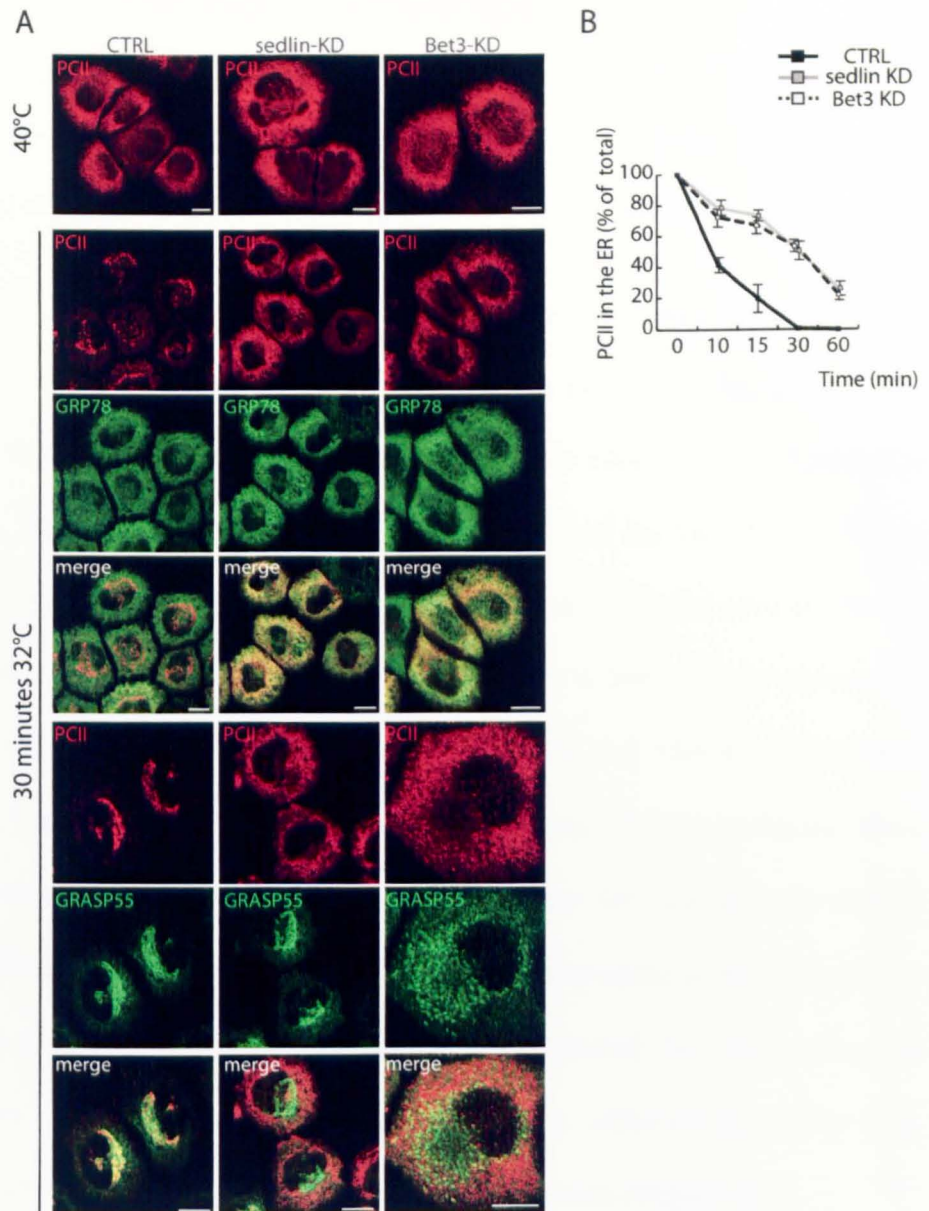 A
CTRL sedlin-KD Bet3-KD
40°C
PCII PCII PCII
30 minutes 32°C
PCII PCII PCII
GRP78 GRP78 GRP78
merge merge merge
PCII PCII PCII
GRASP55 GRASP55 GRASP55
merge merge merge
B
CTRL
sedlin KD
Bet3 KD
PCII in the ER (% of total)
100
80
60
40
20
0
0 10 15 30 60
Time (min)